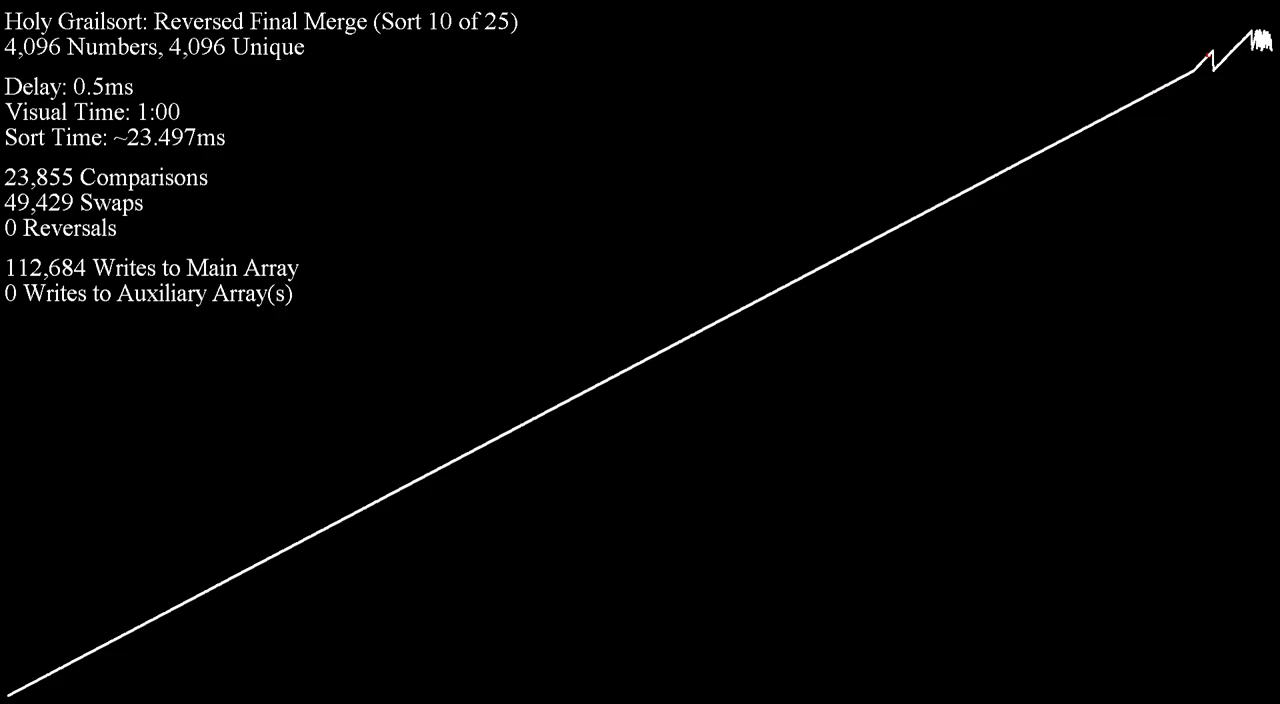 Holy Grailsort: Reversed Final Merge (Sort 10 of 25)
4,096 Numbers, 4,096 Unique
Delay: 0.5ms
Visual Time: 1:00
Sort Time: ~23.497ms
23,855 Comparisons
49,429 Swaps
0 Reversals
112,684 Writes to Main Array
0 Writes to Auxiliary Array(s)